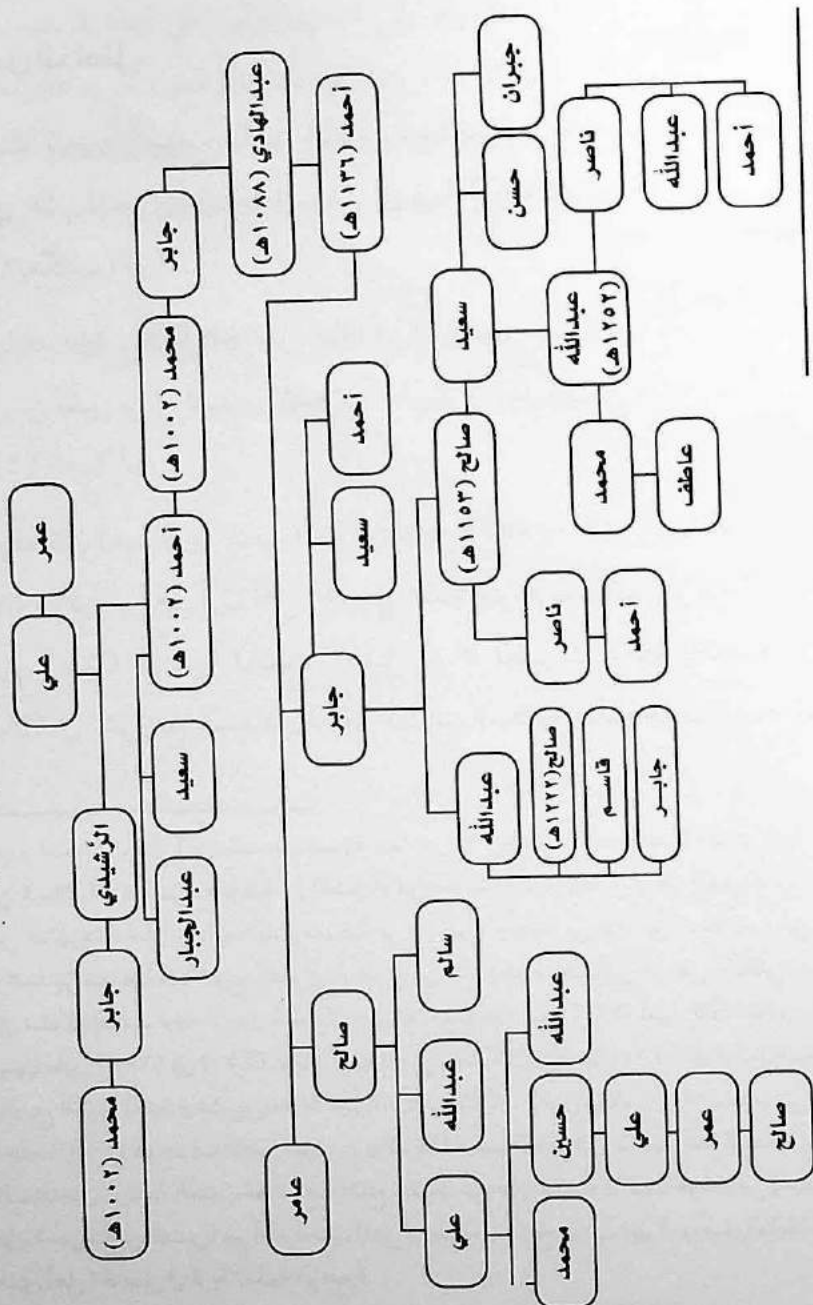 عمر
علي
الرشيدي
جابر
محمد (١٠٠٢هـ)
جابر
محمد (١٠٠٢هـ)
أحمد (١٠٠٢هـ)
سعيد
عبدالجبار
عبدالهادي (١٠٨٨هـ)
أحمد (١١٣٦هـ)
أحمد
سعيد
جابر
صالح
عامر
سالم
عبدالله
علي
جبران
حسن
سعيد
صالح (١١٥٣هـ)
عبدالله
ناصر
عبدالله
(١٢٥٢هـ)
محمد
ناصر
صالح (١٢٢٢هـ)
عبدالله
حسين
محمد
أحمد
قاسم
علي
عبدالله
عاطف
جابر
عمر
أحمد
صالح